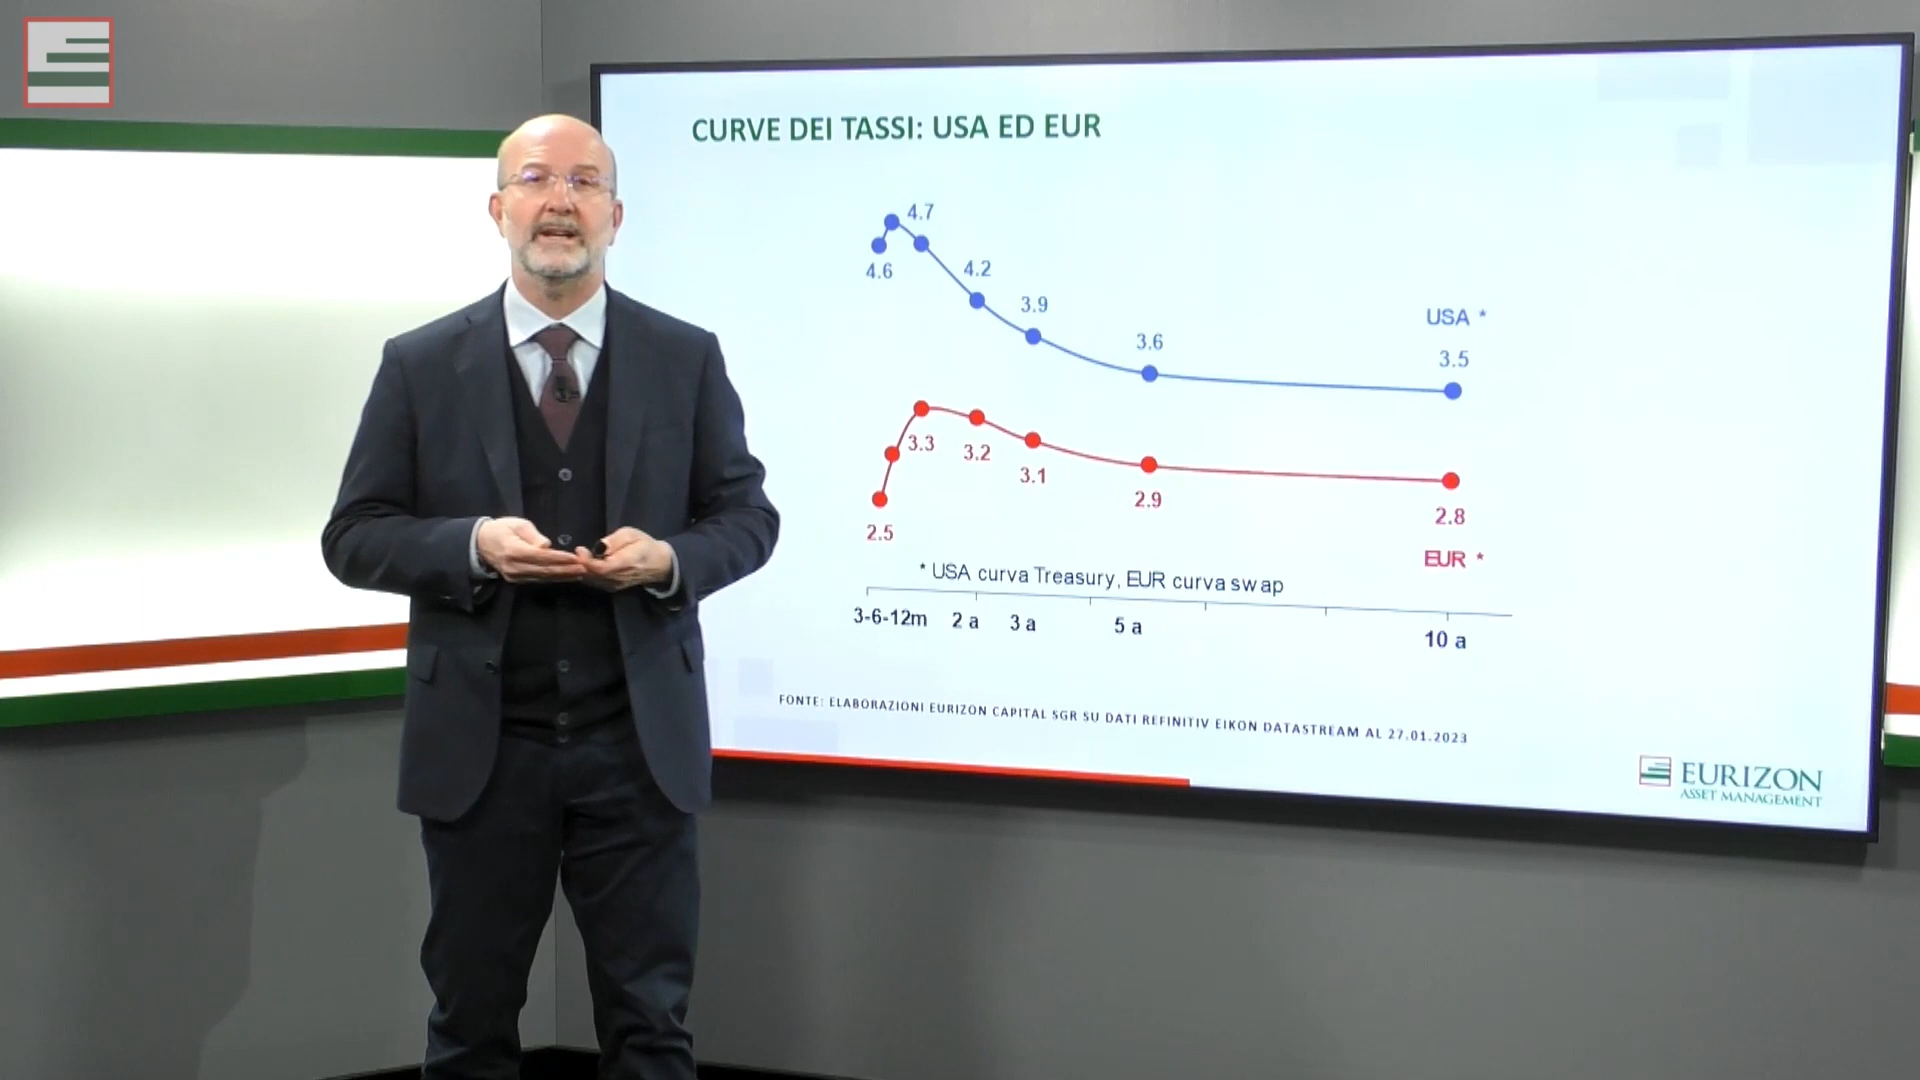 CURVE DEI TASSI: USA ED EUR
4.7
4.6
4.2
3.9
3.6
USA *
3.5
3.3
3.2
3.1
2.9
2.8
2.5
EUR *
* USA curva Treasury, EUR curva swap
3-6-12m 2 a 3 a 5 a 10 a
FONTE: ELABORAZIONI EURIZON CAPITAL SGR SU DATI REFINITIV EIKON DATASTREAM AL 27.01.2023
EURIZON
ASSET MANAGEMENT